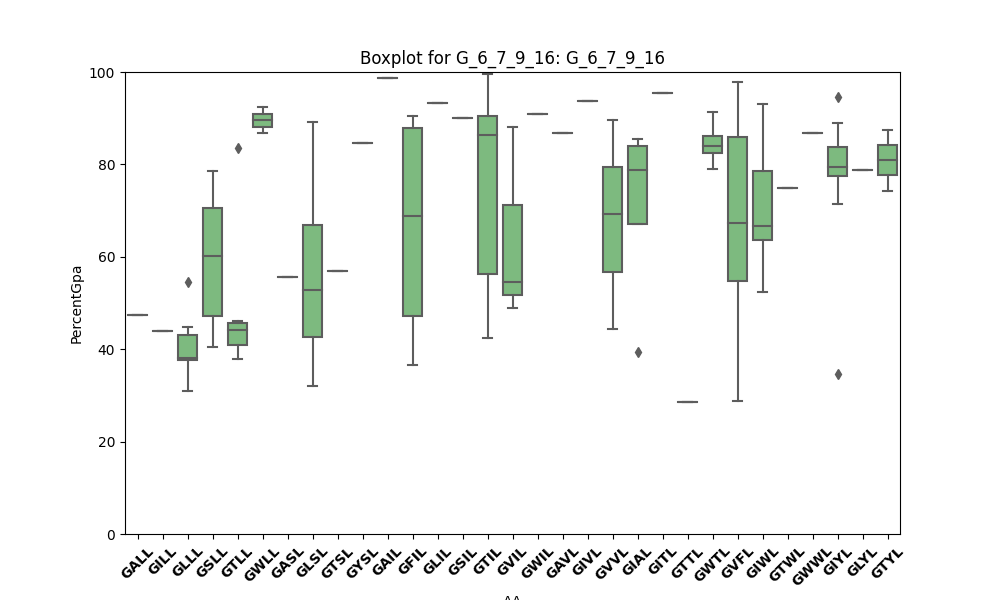 Boxplot for G_6_7_9_16: G_6_7_9_16
PercentGpa
100
80
60
40
20
0
GALL GILL GLLL GSLL GTLL GWLL GASL GLSL GTSL GYSL GAIL GFIL GLIL GSIL GTIL GVIL GWIL GAVL GIVL GVVL GIAL GITL GTTL GWTL GVFL GIWL GTWL GWWL GIYL GLYL GTYL
AA